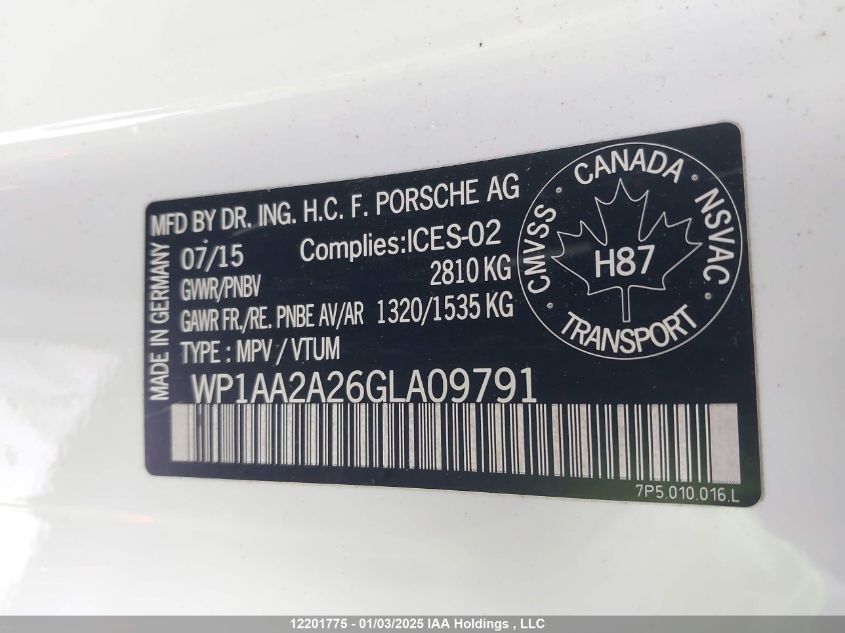 MFD BY DR. ING. H.C. F. PORSCHE AG
07/15 Complies:ICES-02
GVWR/PNBV 2810 KG
GAWR FR./RE. PNBE AV/AR 1320/1535 KG
TYPE : MPV / VTUM
WP1AA2A26GLA09791
MADE IN GERMANY
CANADA
CMVSS · NSVAC
H87
TRANSPORT
7P5.010.016.L
12201775 - 01/03/2025 IAA Holdings , LLC